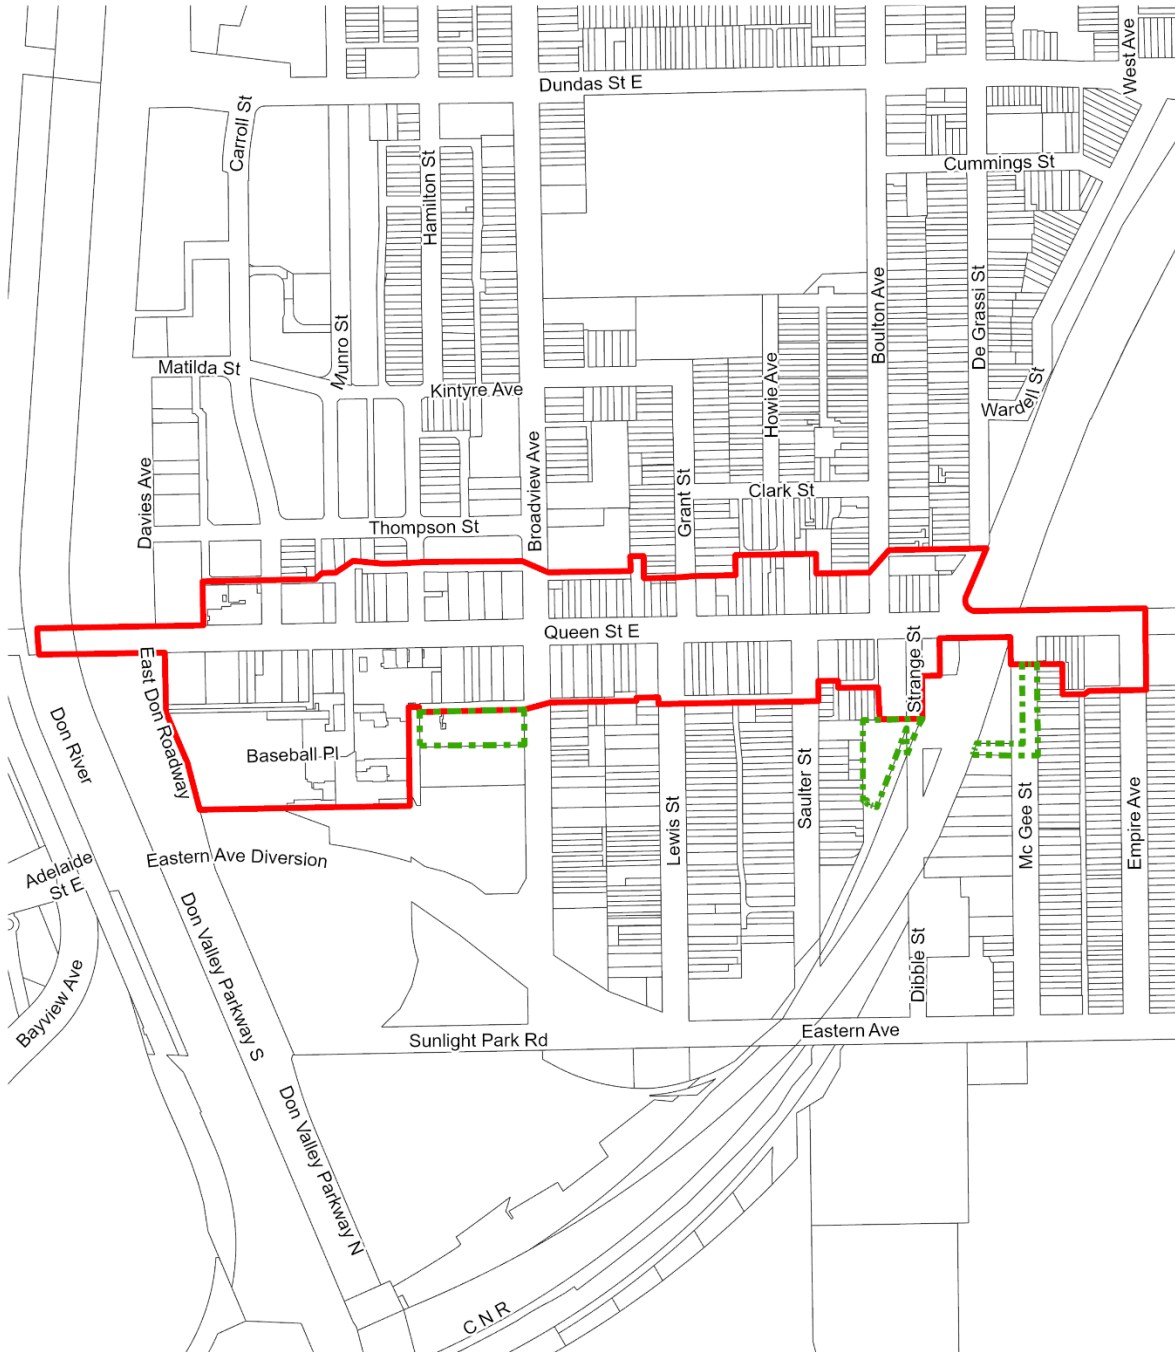 West Ave
Dundas St E
Carroll St
Cummings St
Hamilton St
Boulton Ave
De Grassi St
Munro St
Matilda St
Howie Ave
Kintyre Ave
Wardell St
Broadview Ave
Davies Ave
Grant St
Clark St
Thompson St
Queen St E
Strange St
East Don Roadway
Don River
Baseball Pl
Saulter St
Mc Gee St
Empire Ave
Lewis St
Eastern Ave Diversion
Adelaide
St E
Don Valley Parkway S
Dibble St
Bayview Ave
Sunlight Park Rd
Eastern Ave
Don Valley Parkway N
C N R